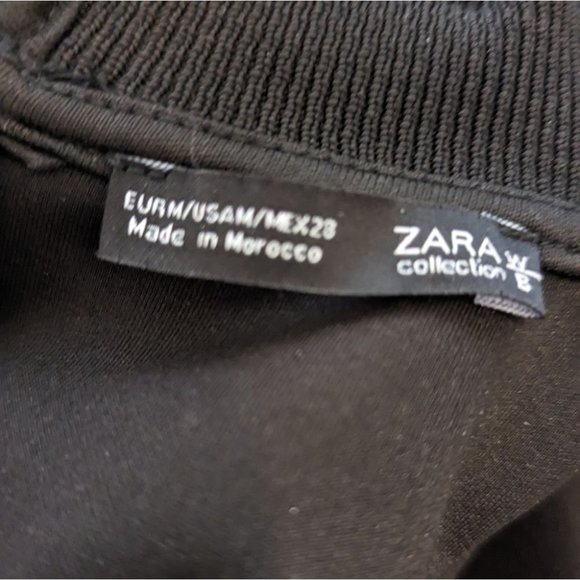 EURM/USAM/MEX28
Made in Morocco
ZARA W/B
collection